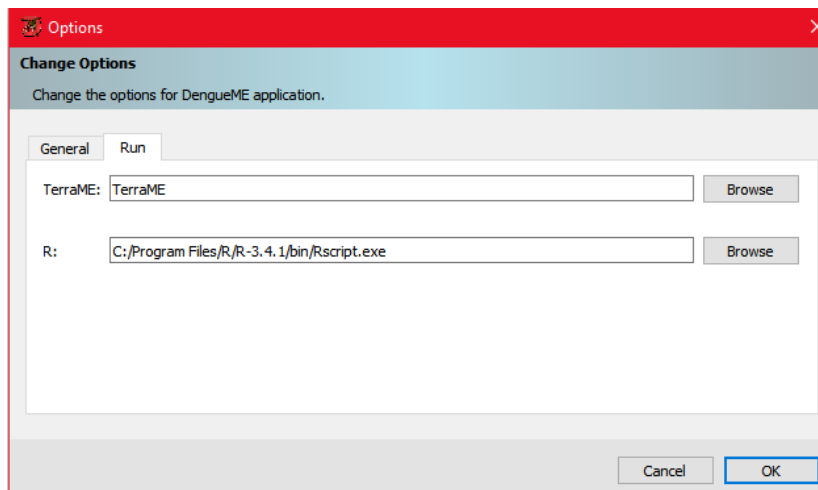 Options
Change Options
Change the options for DengueME application.
General Run
TerraME: TerraME Browse
R: C:/Program Files/R/R-3.4.1/bin/Rscript.exe Browse
Cancel OK